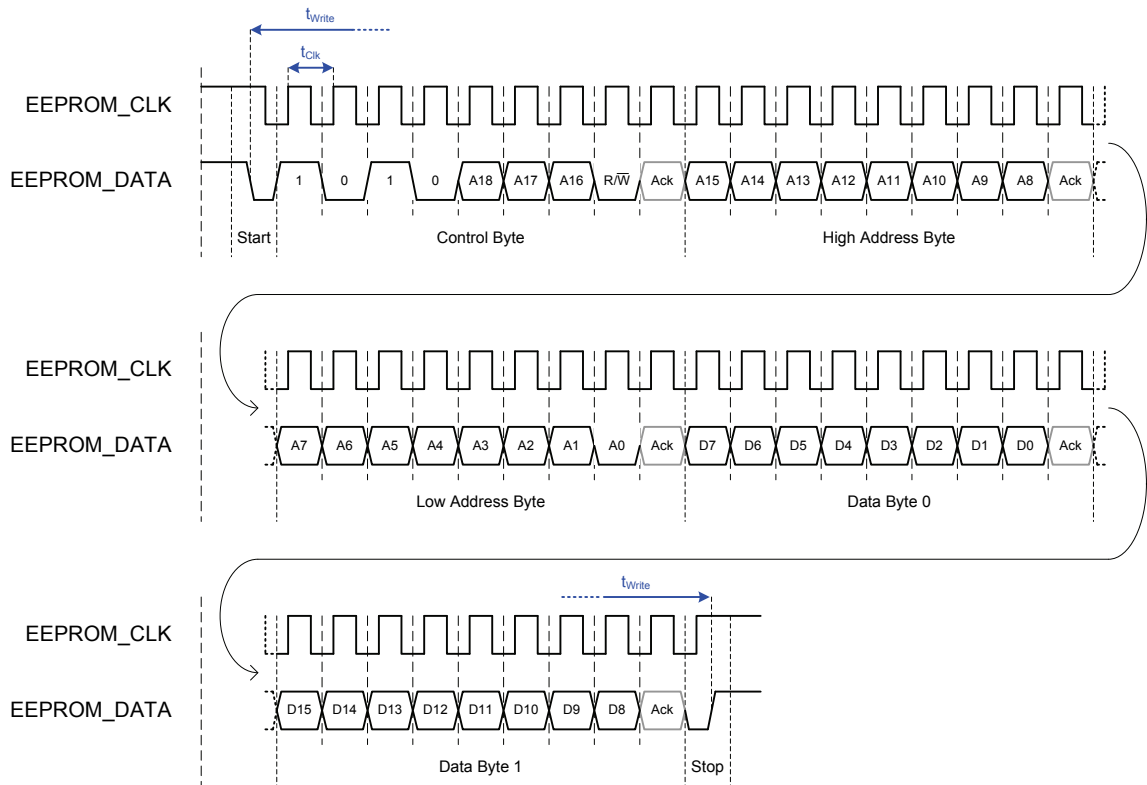 t_Write
t_Clk
EEPROM_CLK
EEPROM_DATA 1 0 1 0 A18 A17 A16 R/W̅ Ack A15 A14 A13 A12 A11 A10 A9 A8 Ack
Start Control Byte High Address Byte
EEPROM_CLK
EEPROM_DATA A7 A6 A5 A4 A3 A2 A1 A0 Ack D7 D6 D5 D4 D3 D2 D1 D0 Ack
Low Address Byte Data Byte 0
t_Write
EEPROM_CLK
EEPROM_DATA D15 D14 D13 D12 D11 D10 D9 D8 Ack
Data Byte 1 Stop